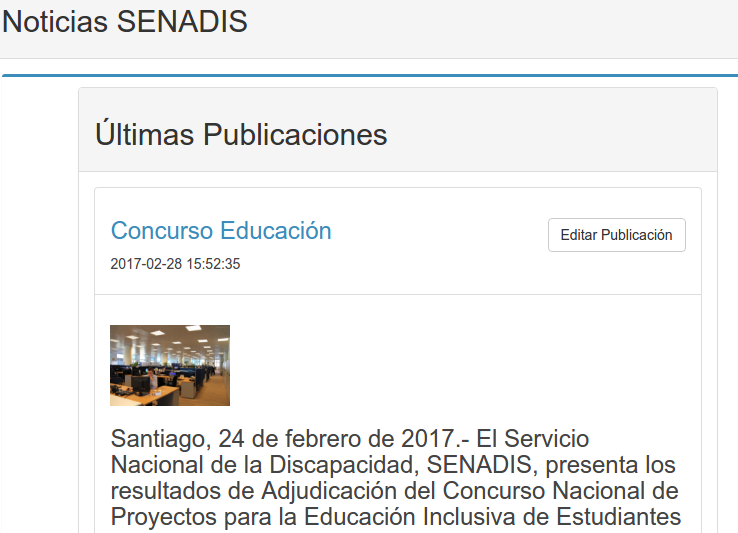 Noticias SENADIS
Últimas Publicaciones
Concurso Educación
Editar Publicación
2017-02-28 15:52:35
Santiago, 24 de febrero de 2017.- El Servicio
Nacional de la Discapacidad, SENADIS, presenta los
resultados de Adjudicación del Concurso Nacional de
Proyectos para la Educación Inclusiva de Estudiantes